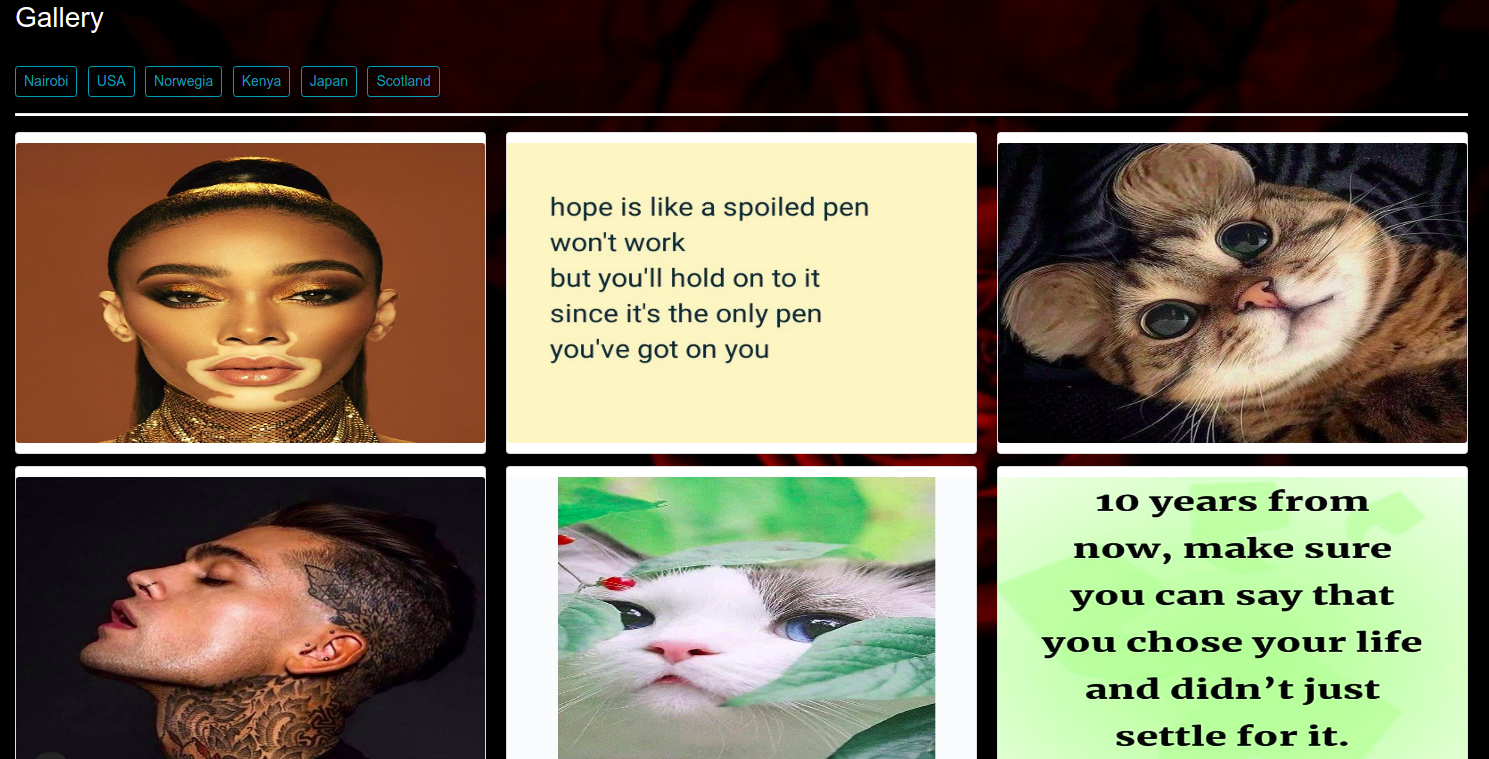 Gallery
Nairobi USA Norwegia Kenya Japan Scotland
hope is like a spoiled pen
won't work
but you'll hold on to it
since it's the only pen
you've got on you
10 years from
now, make sure
you can say that
you chose your life
and didn’t just
settle for it.